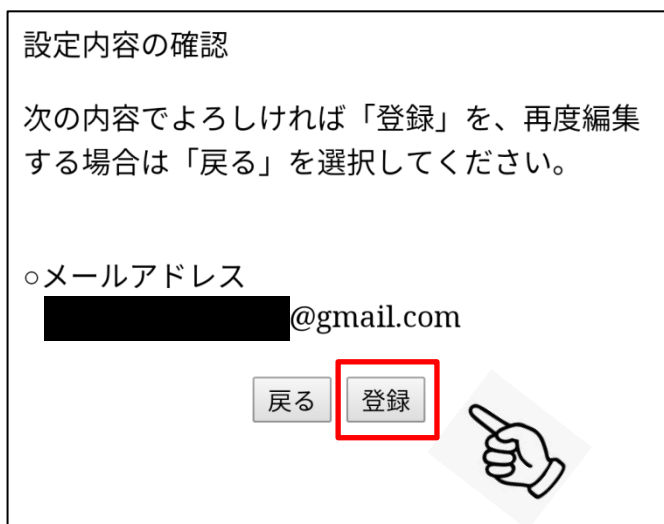 設定内容の確認
次の内容でよろしければ「登録」を、再度編集
する場合は「戻る」を選択してください。
○メールアドレス
@gmail.com
戻る 登録